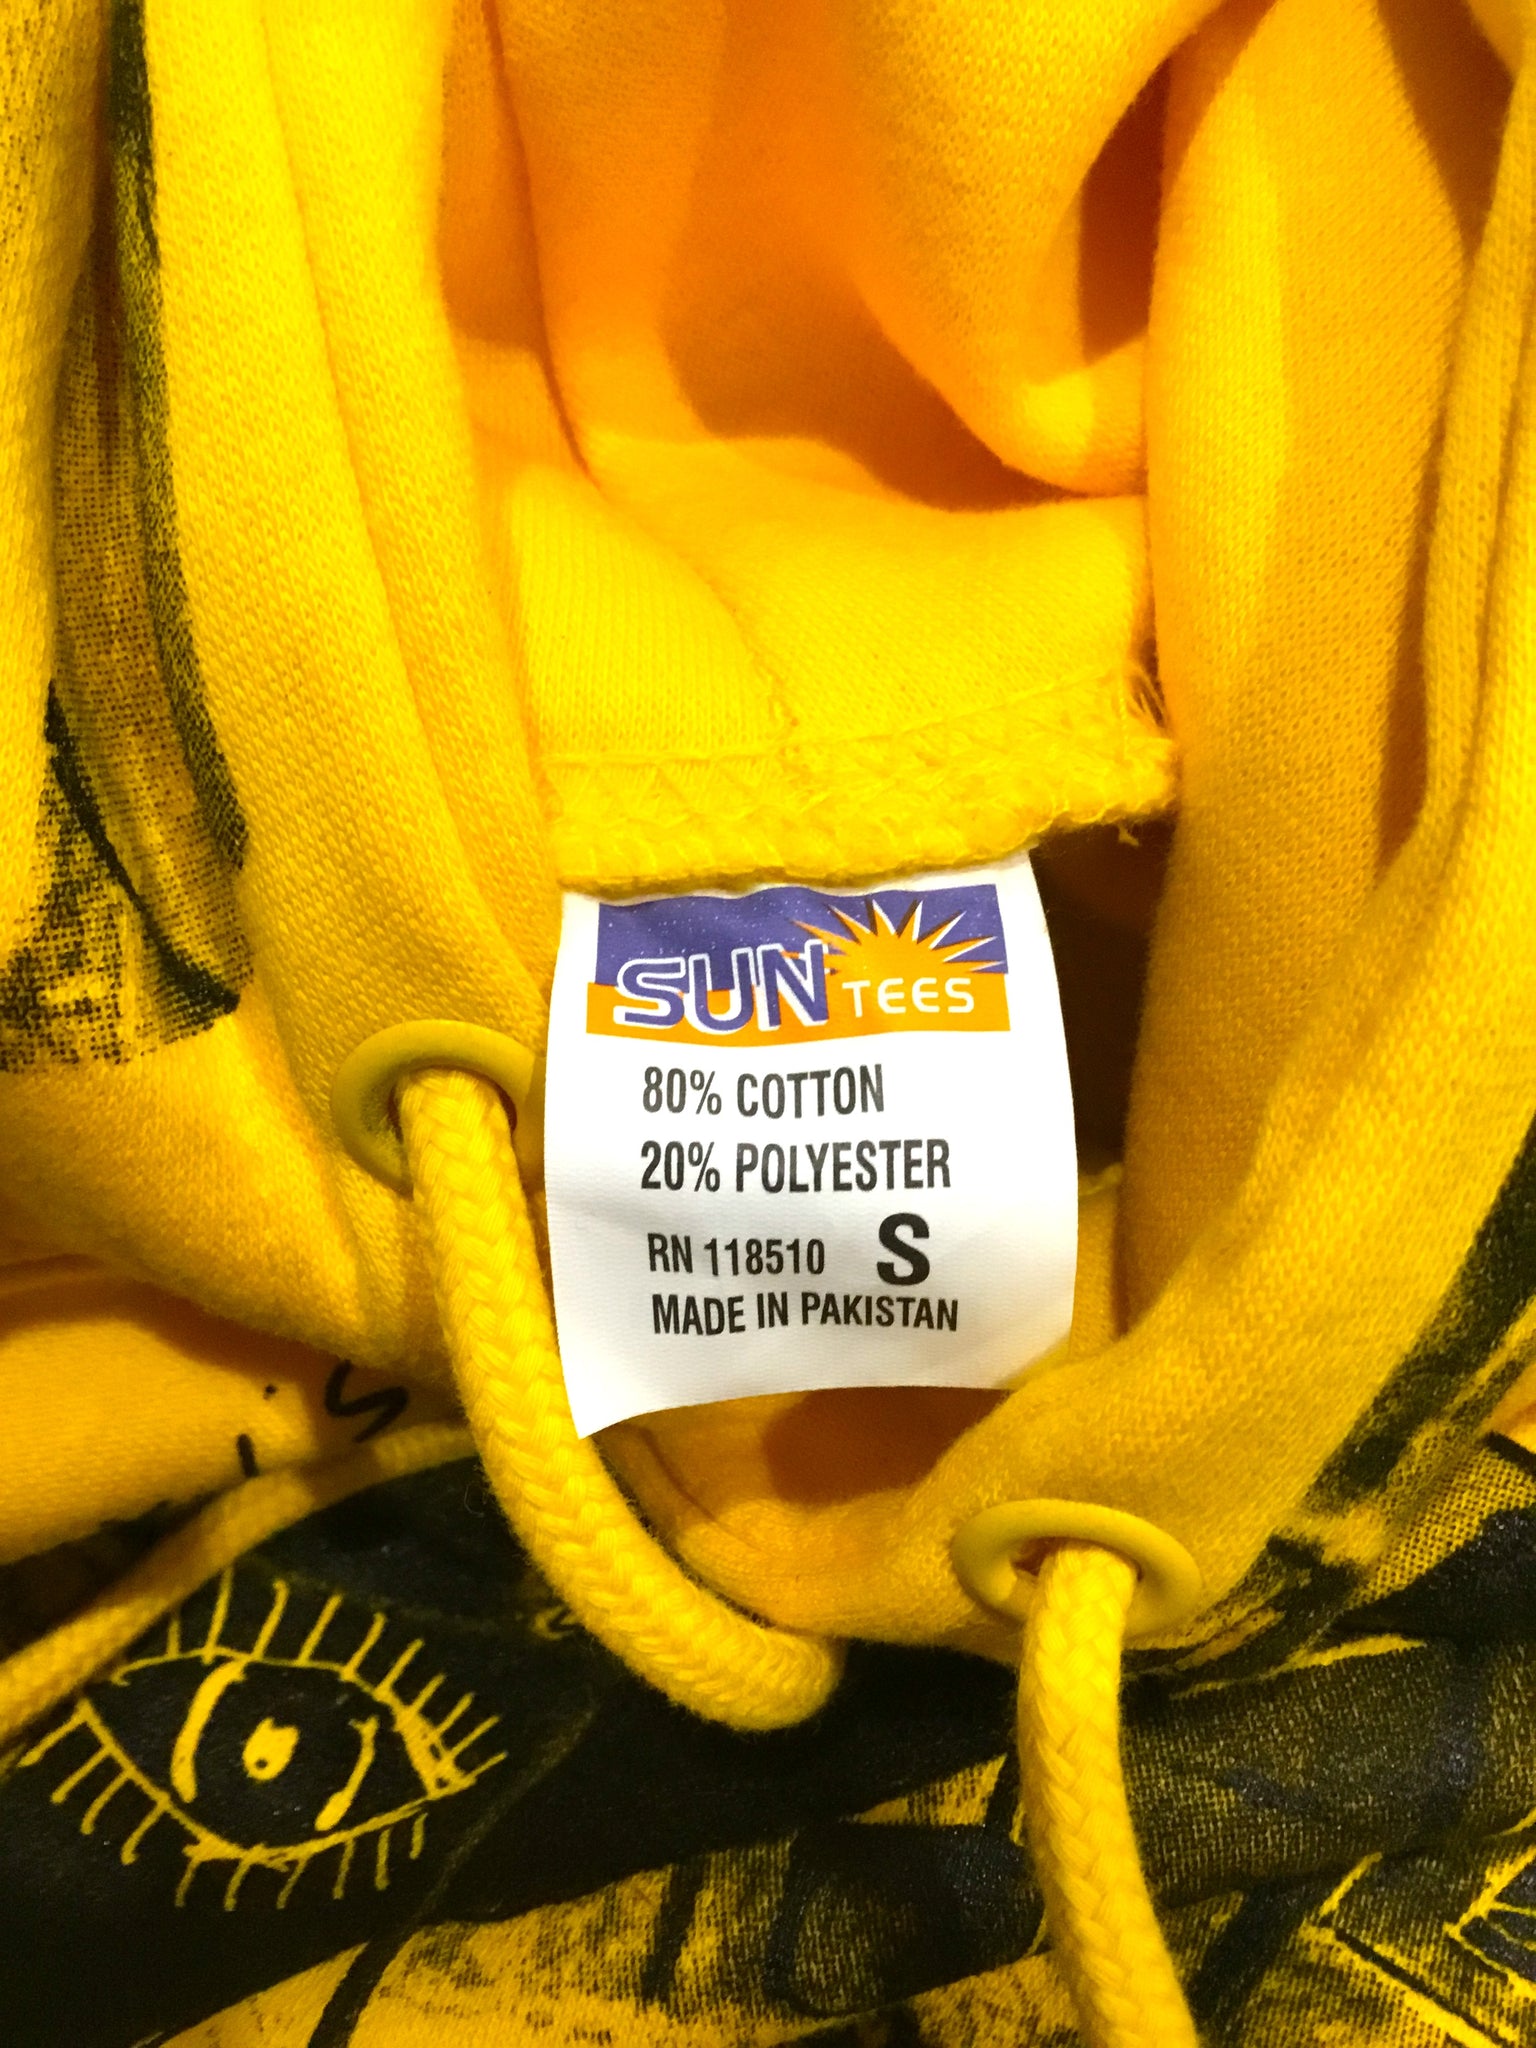 SUN TEES
80% COTTON
20% POLYESTER
RN 118510 S
MADE IN PAKISTAN